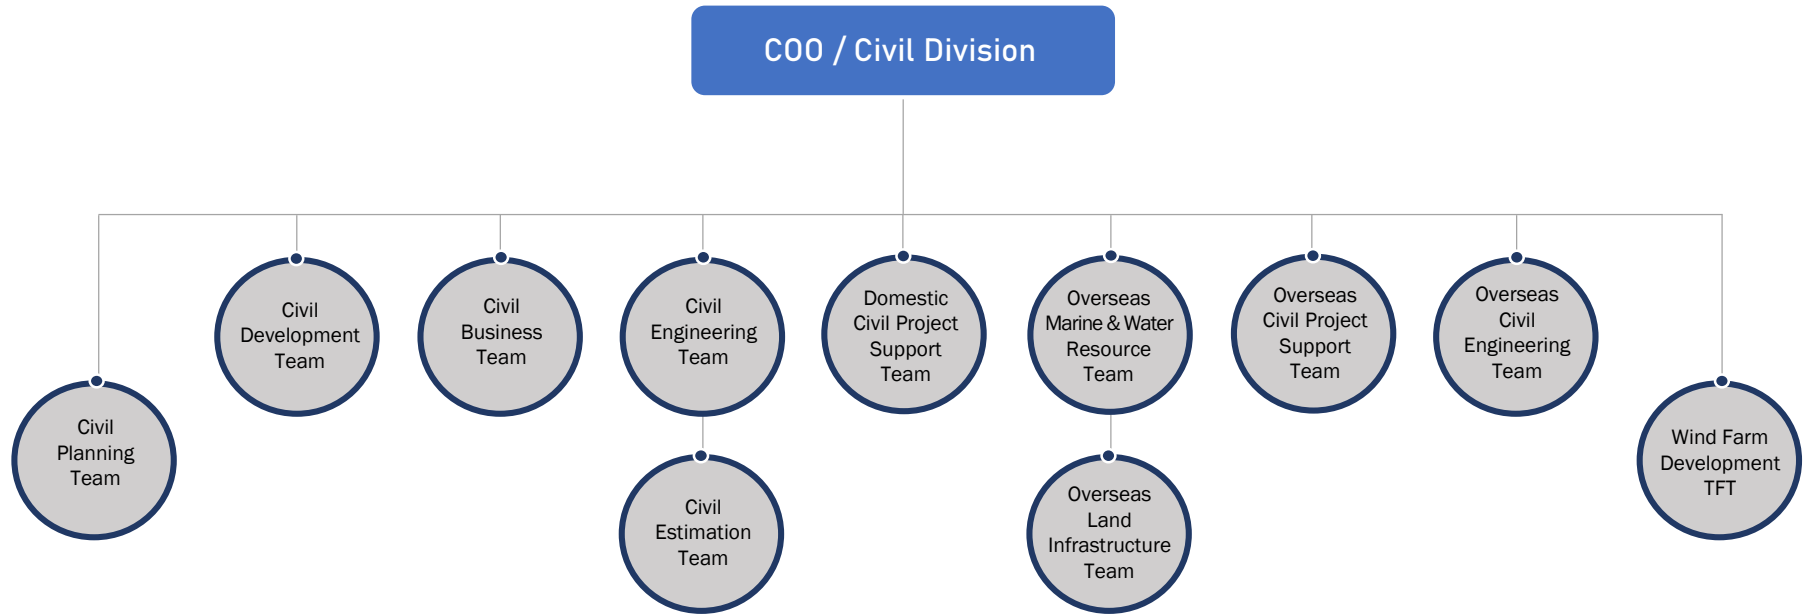 COO / Civil Division
Civil
Planning
Team
Civil
Development
Team
Civil
Business
Team
Civil
Engineering
Team
Civil
Estimation
Team
Domestic
Civil Project
Support
Team
Overseas
Marine & Water
Resource
Team
Overseas
Land
Infrastructure
Team
Overseas
Civil Project
Support
Team
Overseas
Civil
Engineering
Team
Wind Farm
Development
TFT